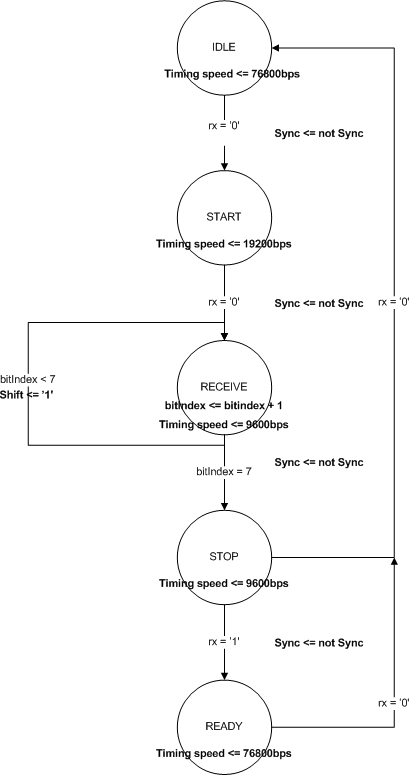 IDLE
Timing speed <= 76800bps
rx = '0'
Sync <= not Sync
START
Timing speed <= 19200bps
rx = '0'
Sync <= not Sync
rx = '0'
bitIndex < 7
Shift <= '1'
RECEIVE
bitIndex <= bitindex + 1
Timing speed <= 9600bps
bitIndex = 7
Sync <= not Sync
STOP
Timing speed <= 9600bps
rx = '1'
Sync <= not Sync
rx = '0'
READY
Timing speed <= 76800bps